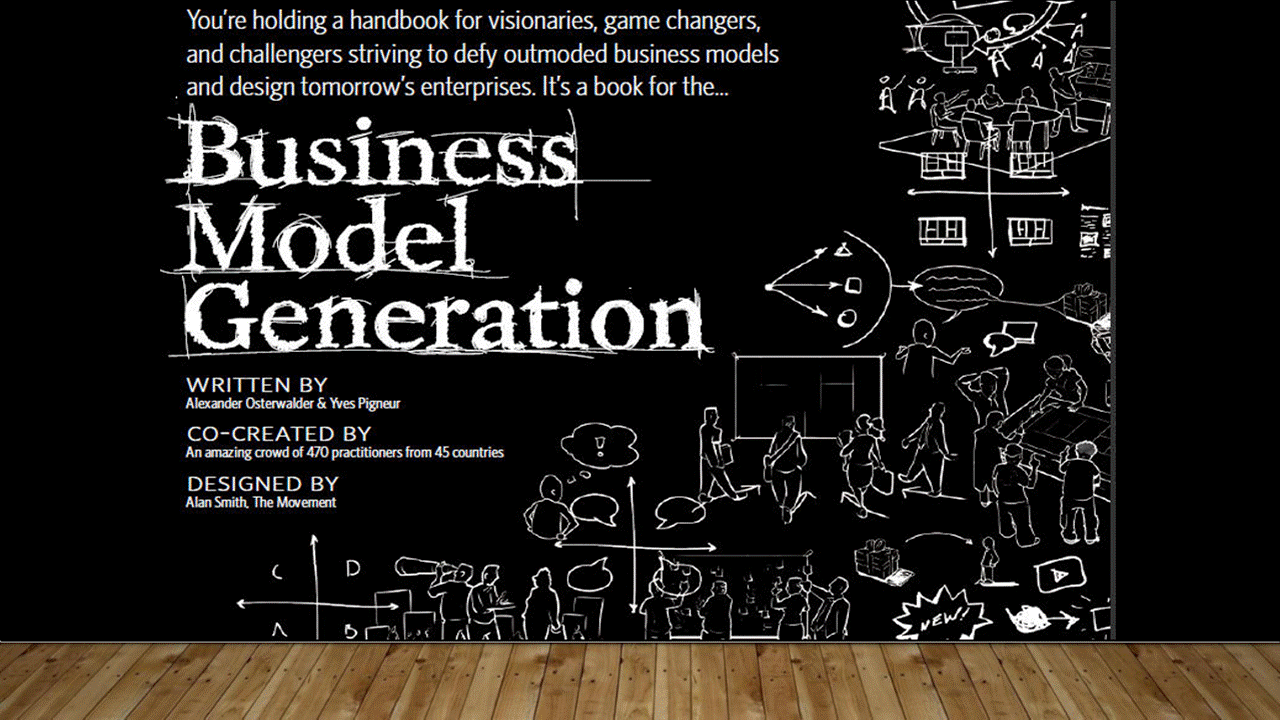 You're holding a handbook for visionaries, game changers,
and challengers striving to defy outmoded business models
and design tomorrow's enterprises. It's a book for the...
Business
Model
Generation
WRITTEN BY
Alexander Osterwalder & Yves Pigneur
CO-CREATED BY
An amazing crowd of 470 practitioners from 45 countries
DESIGNED BY
Alan Smith, The Movement
!
C D
A B
NEW!